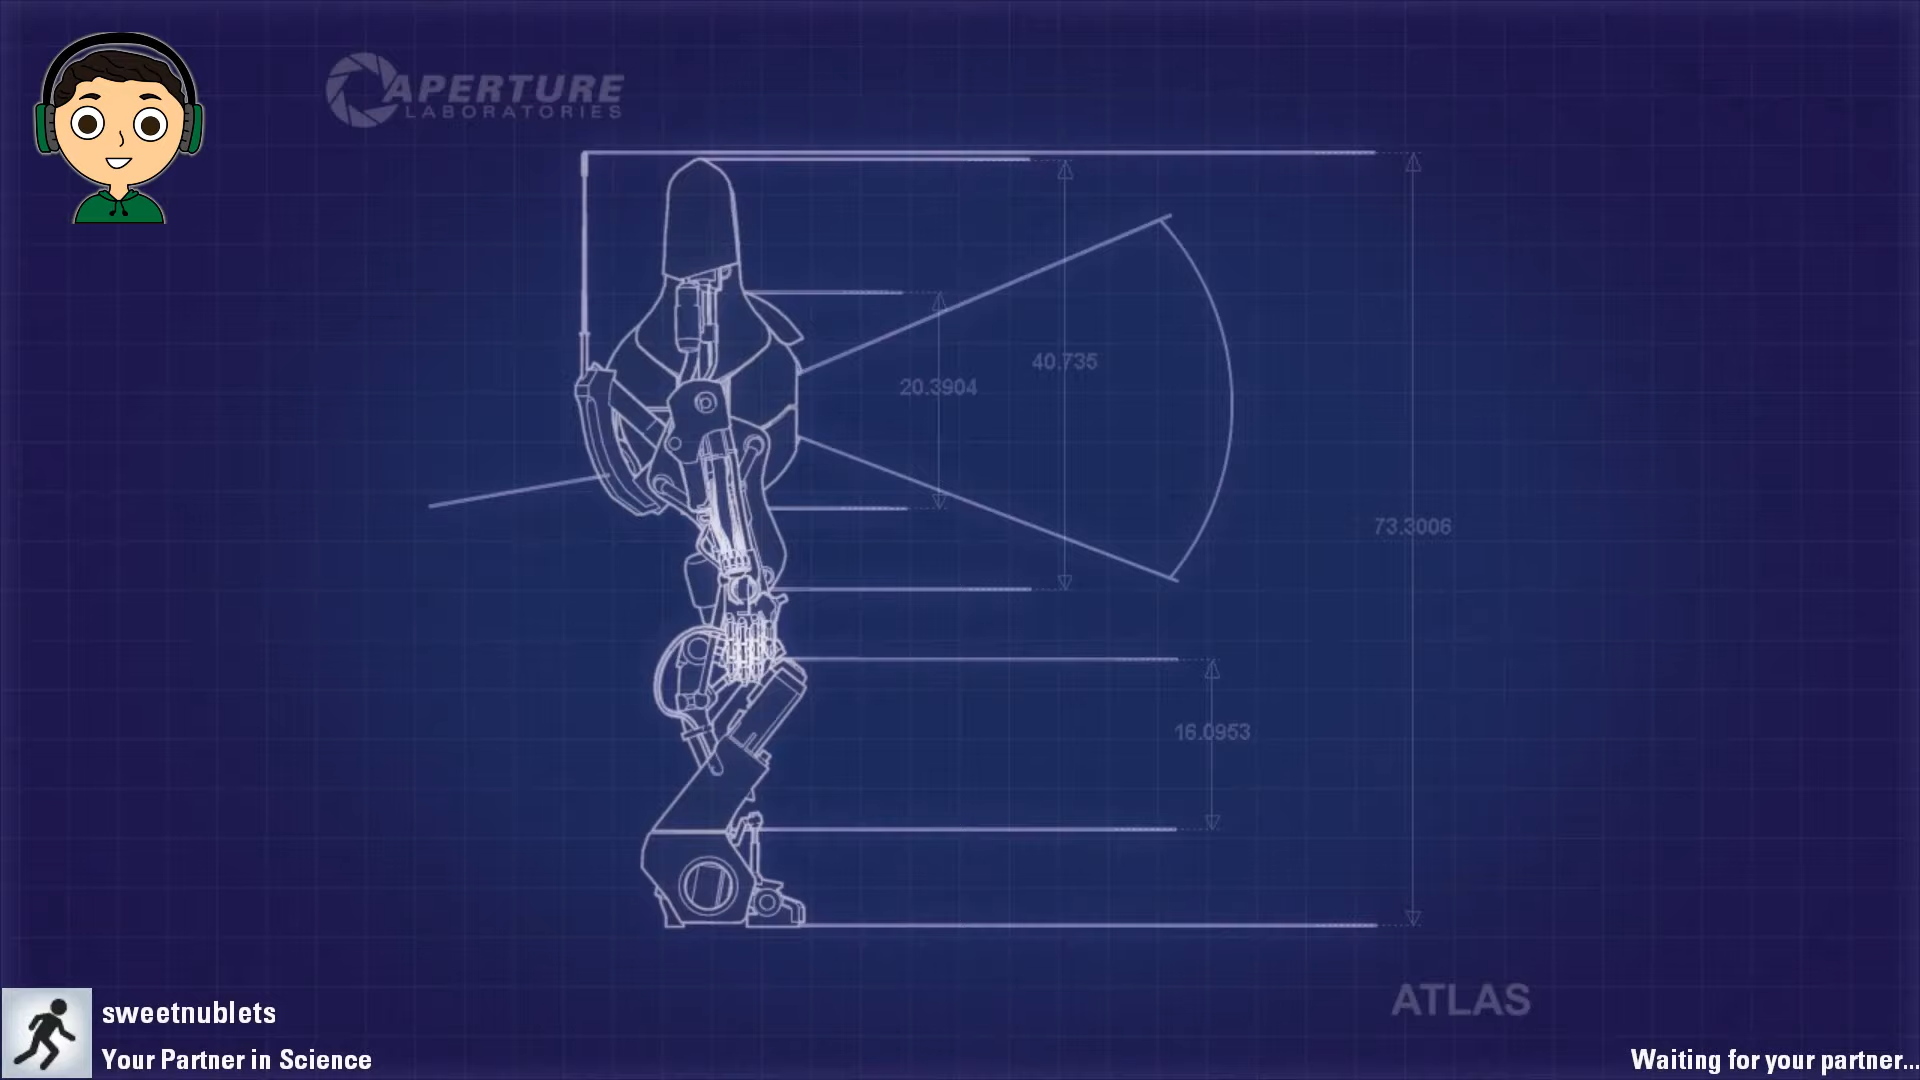 APERTURE
LABORATORIES
40.735
20.3904
73.3006
16.0953
ATLAS
sweetnublets
Your Partner in Science
Waiting for your partner...